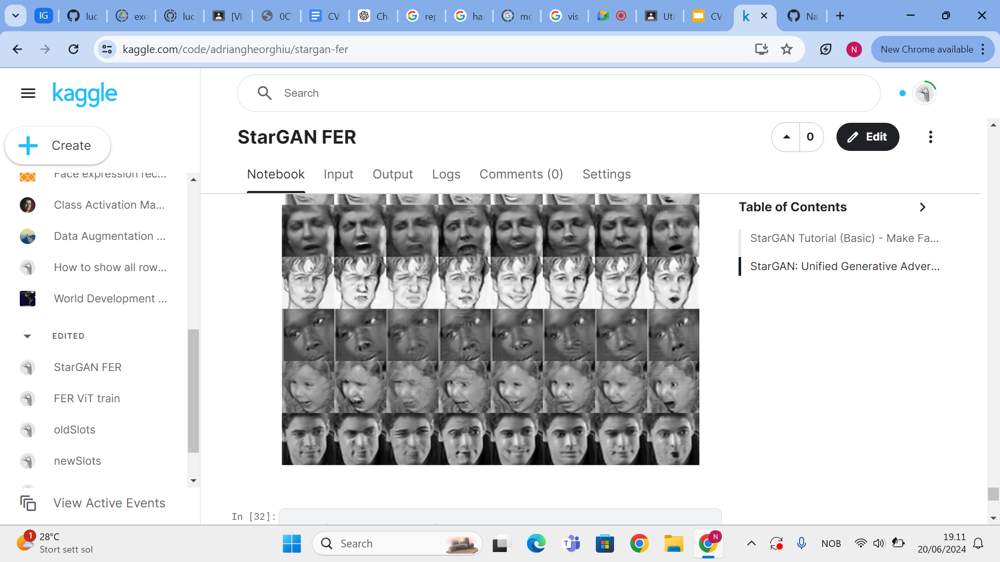 IG
luc
exe
luc
[VI
0C
CV
Ch
rep
har
mc
vis
Uti
CV
Na
kaggle.com/code/adriangheorghiu/stargan-fer
N
New Chrome available
kaggle
Search
Create
StarGAN FER
0
Edit
Notebook
Input
Output
Logs
Comments (0)
Settings
Face expression rec...
Class Activation Ma...
Data Augmentation ...
How to show all row...
World Development ...
EDITED
StarGAN FER
FER ViT train
oldSlots
newSlots
View Active Events
Table of Contents
StarGAN Tutorial (Basic) - Make Fa...
StarGAN: Unified Generative Adver...
In [32]:
1
28°C
Stort sett sol
Search
N
NOB
19.11
20/06/2024